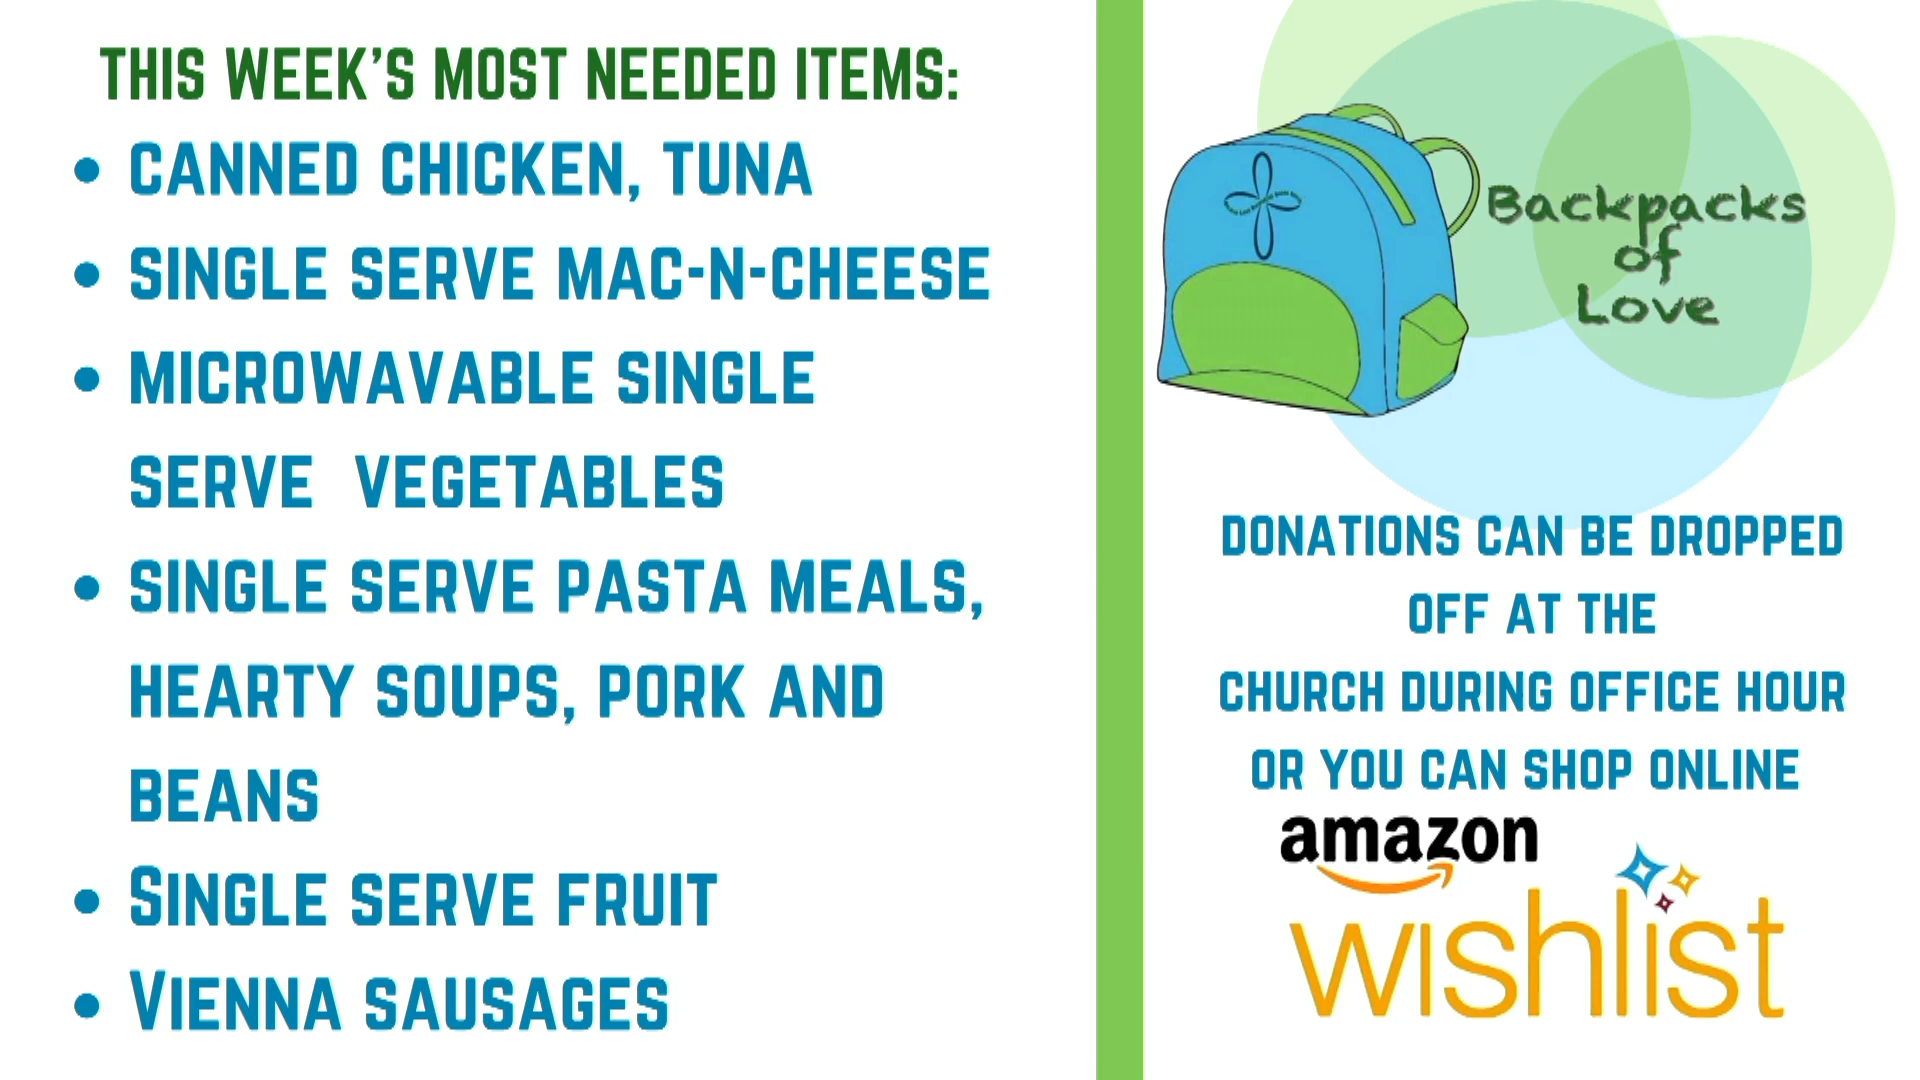 THIS WEEK'S MOST NEEDED ITEMS:
• CANNED CHICKEN, TUNA
• SINGLE SERVE MAC-N-CHEESE
• MICROWAVABLE SINGLE
SERVE VEGETABLES
• SINGLE SERVE PASTA MEALS,
HEARTY SOUPS, PORK AND
BEANS
• SINGLE SERVE FRUIT
• VIENNA SAUSAGES
Backpacks
of
Love
DONATIONS CAN BE DROPPED
OFF AT THE
CHURCH DURING OFFICE HOUR
OR YOU CAN SHOP ONLINE
amazon
wishlist